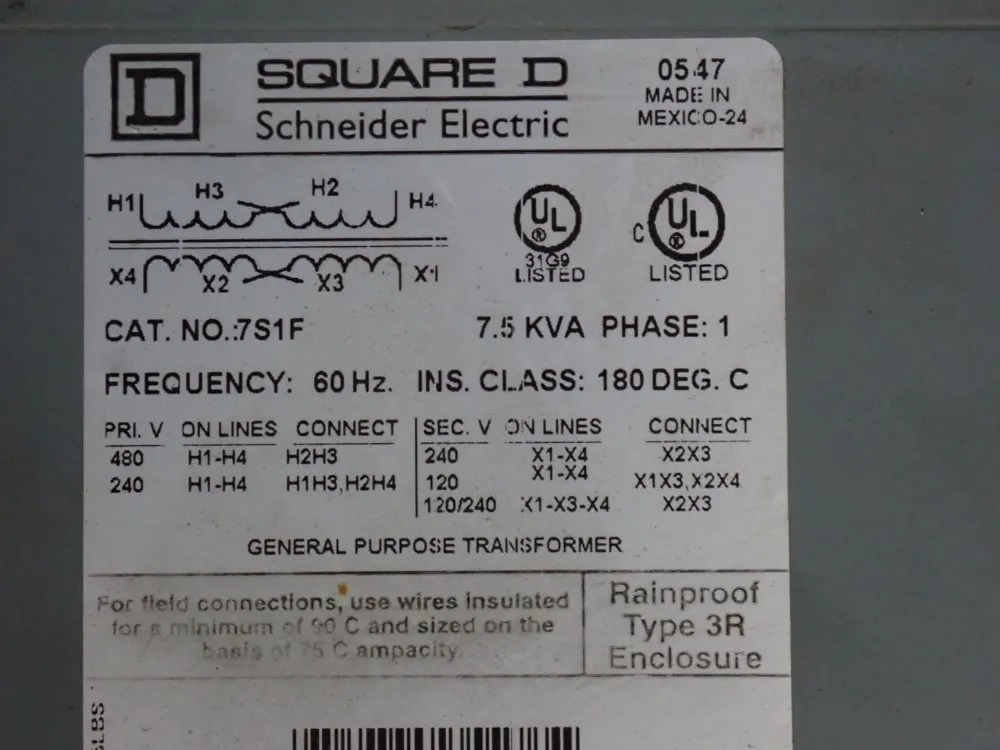 D SQUARE D 0547
Schneider Electric MADE IN
MEXICO-24
H1 H3 H2 H4
X4 X2 X3 X1
UL ® 31G9 LISTED
C UL ® LISTED
CAT. NO.:7S1F 7.5 KVA PHASE: 1
FREQUENCY: 60 Hz. INS. CLASS: 180 DEG. C
PRI. V ON LINES CONNECT SEC. V ON LINES CONNECT
480 H1-H4 H2H3 240 X1-X4 X2X3
240 H1-H4 H1H3,H2H4 120 X1-X4 X1X3,X2X4
120/240 X1-X3-X4 X2X3
GENERAL PURPOSE TRANSFORMER
For field connections, use wires insulated
for a minimum of 90 C and sized on the
basis of 75 C ampacity.
Rainproof
Type 3R
Enclosure